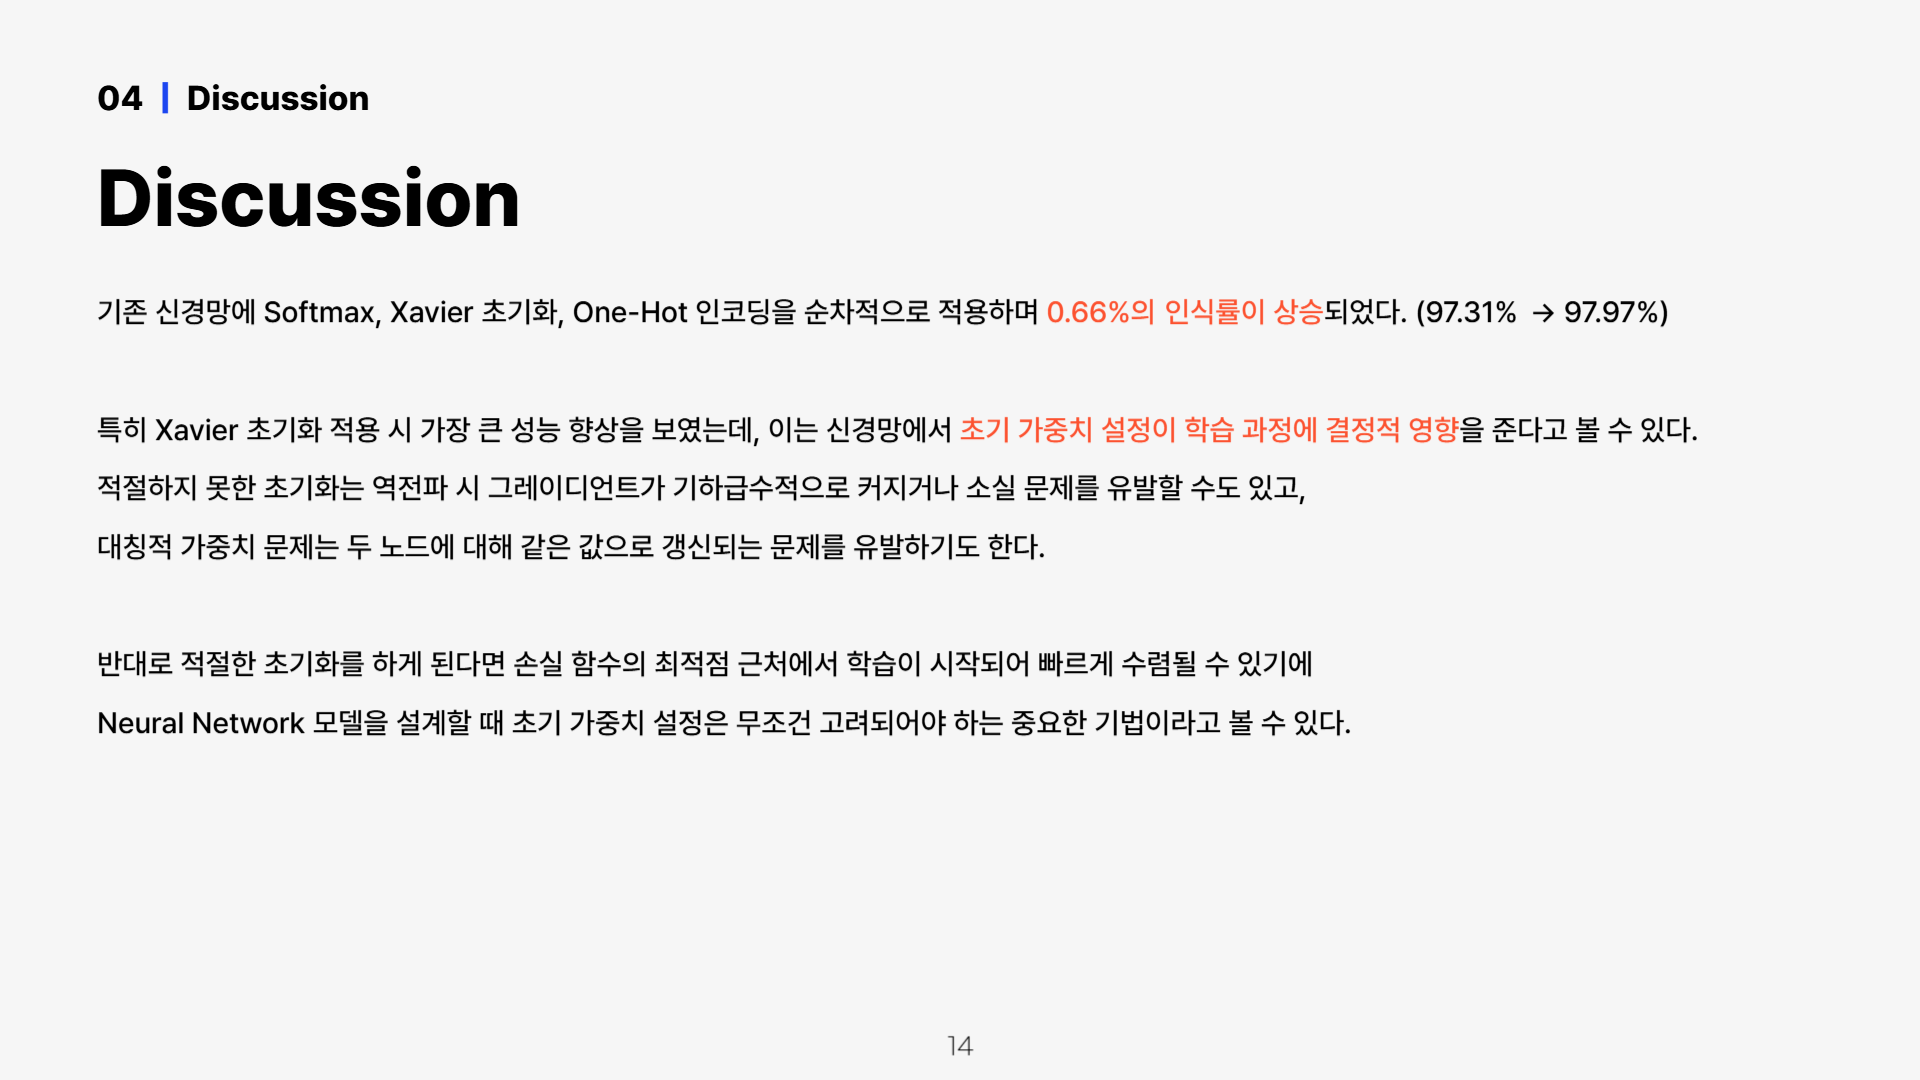 04 | Discussion
Discussion
기존 신경망에 Softmax, Xavier 초기화, One-Hot 인코딩을 순차적으로 적용하며 0.66%의 인식률이 상승되었다. (97.31% → 97.97%)
특히 Xavier 초기화 적용 시 가장 큰 성능 향상을 보였는데, 이는 신경망에서 초기 가중치 설정이 학습 과정에 결정적 영향을 준다고 볼 수 있다.
적절하지 못한 초기화는 역전파 시 그레이디언트가 기하급수적으로 커지거나 소실 문제를 유발할 수도 있고,
대칭적 가중치 문제는 두 노드에 대해 같은 값으로 갱신되는 문제를 유발하기도 한다.
반대로 적절한 초기화를 하게 된다면 손실 함수의 최적점 근처에서 학습이 시작되어 빠르게 수렴될 수 있기에
Neural Network 모델을 설계할 때 초기 가중치 설정은 무조건 고려되어야 하는 중요한 기법이라고 볼 수 있다.
14